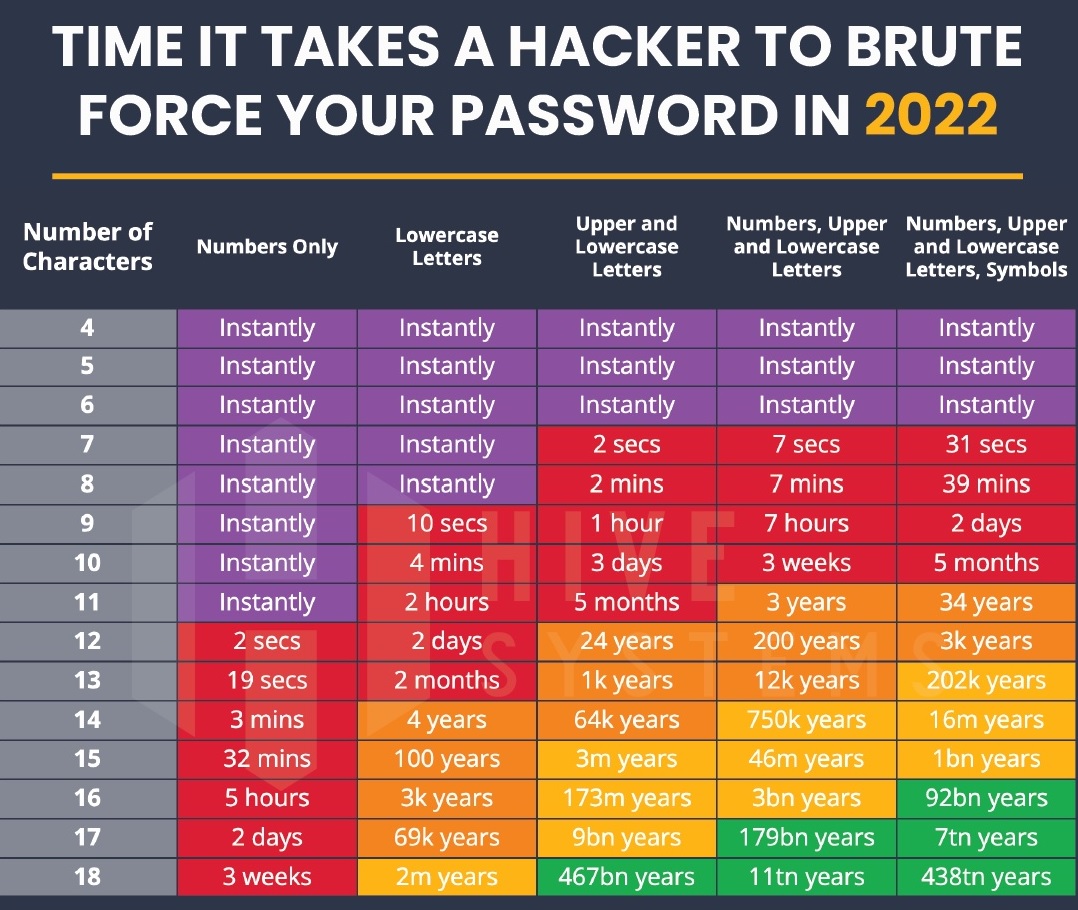 TIME IT TAKES A HACKER TO BRUTE
FORCE YOUR PASSWORD IN 2022
Number of Characters | Numbers Only | Lowercase Letters | Upper and Lowercase Letters | Numbers, Upper and Lowercase Letters | Numbers, Upper and Lowercase Letters, Symbols
4 Instantly Instantly Instantly Instantly Instantly
5 Instantly Instantly Instantly Instantly Instantly
6 Instantly Instantly Instantly Instantly Instantly
7 Instantly Instantly 2 secs 7 secs 31 secs
8 Instantly Instantly 2 mins 7 mins 39 mins
9 Instantly 10 secs 1 hour 7 hours 2 days
10 Instantly 4 mins 3 days 3 weeks 5 months
11 Instantly 2 hours 5 months 3 years 34 years
12 2 secs 2 days 24 years 200 years 3k years
13 19 secs 2 months 1k years 12k years 202k years
14 3 mins 4 years 64k years 750k years 16m years
15 32 mins 100 years 3m years 46m years 1bn years
16 5 hours 3k years 173m years 3bn years 92bn years
17 2 days 69k years 9bn years 179bn years 7tn years
18 3 weeks 2m years 467bn years 11tn years 438tn years
HIVE
SYSTEMS